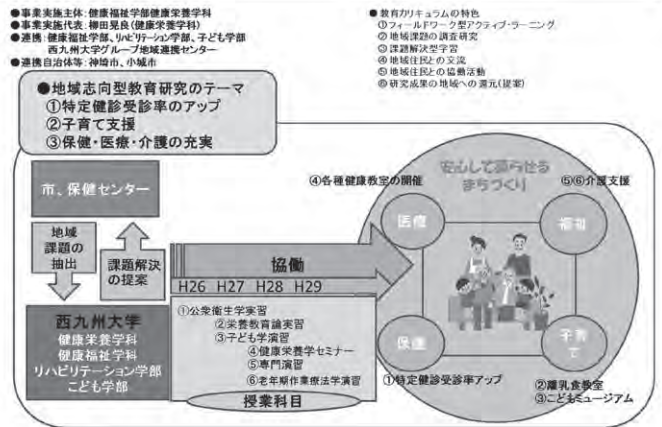 ●事業実施主体:健康福祉学部健康栄養学科
●事業実施代表:柳田晃良(健康栄養学科)
●連携:健康福祉学部、リハビリテーション学部、子ども学部
西九州大学グループ地域連携センター
●連携自治体等:神埼市、小城市
●教育カリキュラムの特色
①フィールドワーク型アクティブ・ラーニング
②地域課題の調査研究
③課題解決型学習
④地域住民との交流
⑤地域住民との協働活動
⑥研究成果の地域への還元(提案)
●地域志向型教育研究のテーマ
①特定健診受診率のアップ
②子育て支援
③保健・医療・介護の充実
市、保健センター
地域
課題の
抽出
課題解決
の提案
西九州大学
健康栄養学科
健康福祉学科
リハビリテーション学部
こども学部
協働
H26 H27 H28 H29
①公衆衛生学実習
②栄養教育論実習
③子ども学演習
④健康栄養学セミナー
⑤専門演習
⑥老年期作業療法学演習
授業科目
安心して暮らせる
まちづくり
④各種健康教室の開催
⑤⑥介護支援
医療
福祉
保健
子育
て
①特定健診受診率アップ
②離乳食教室
③こどもミュージアム